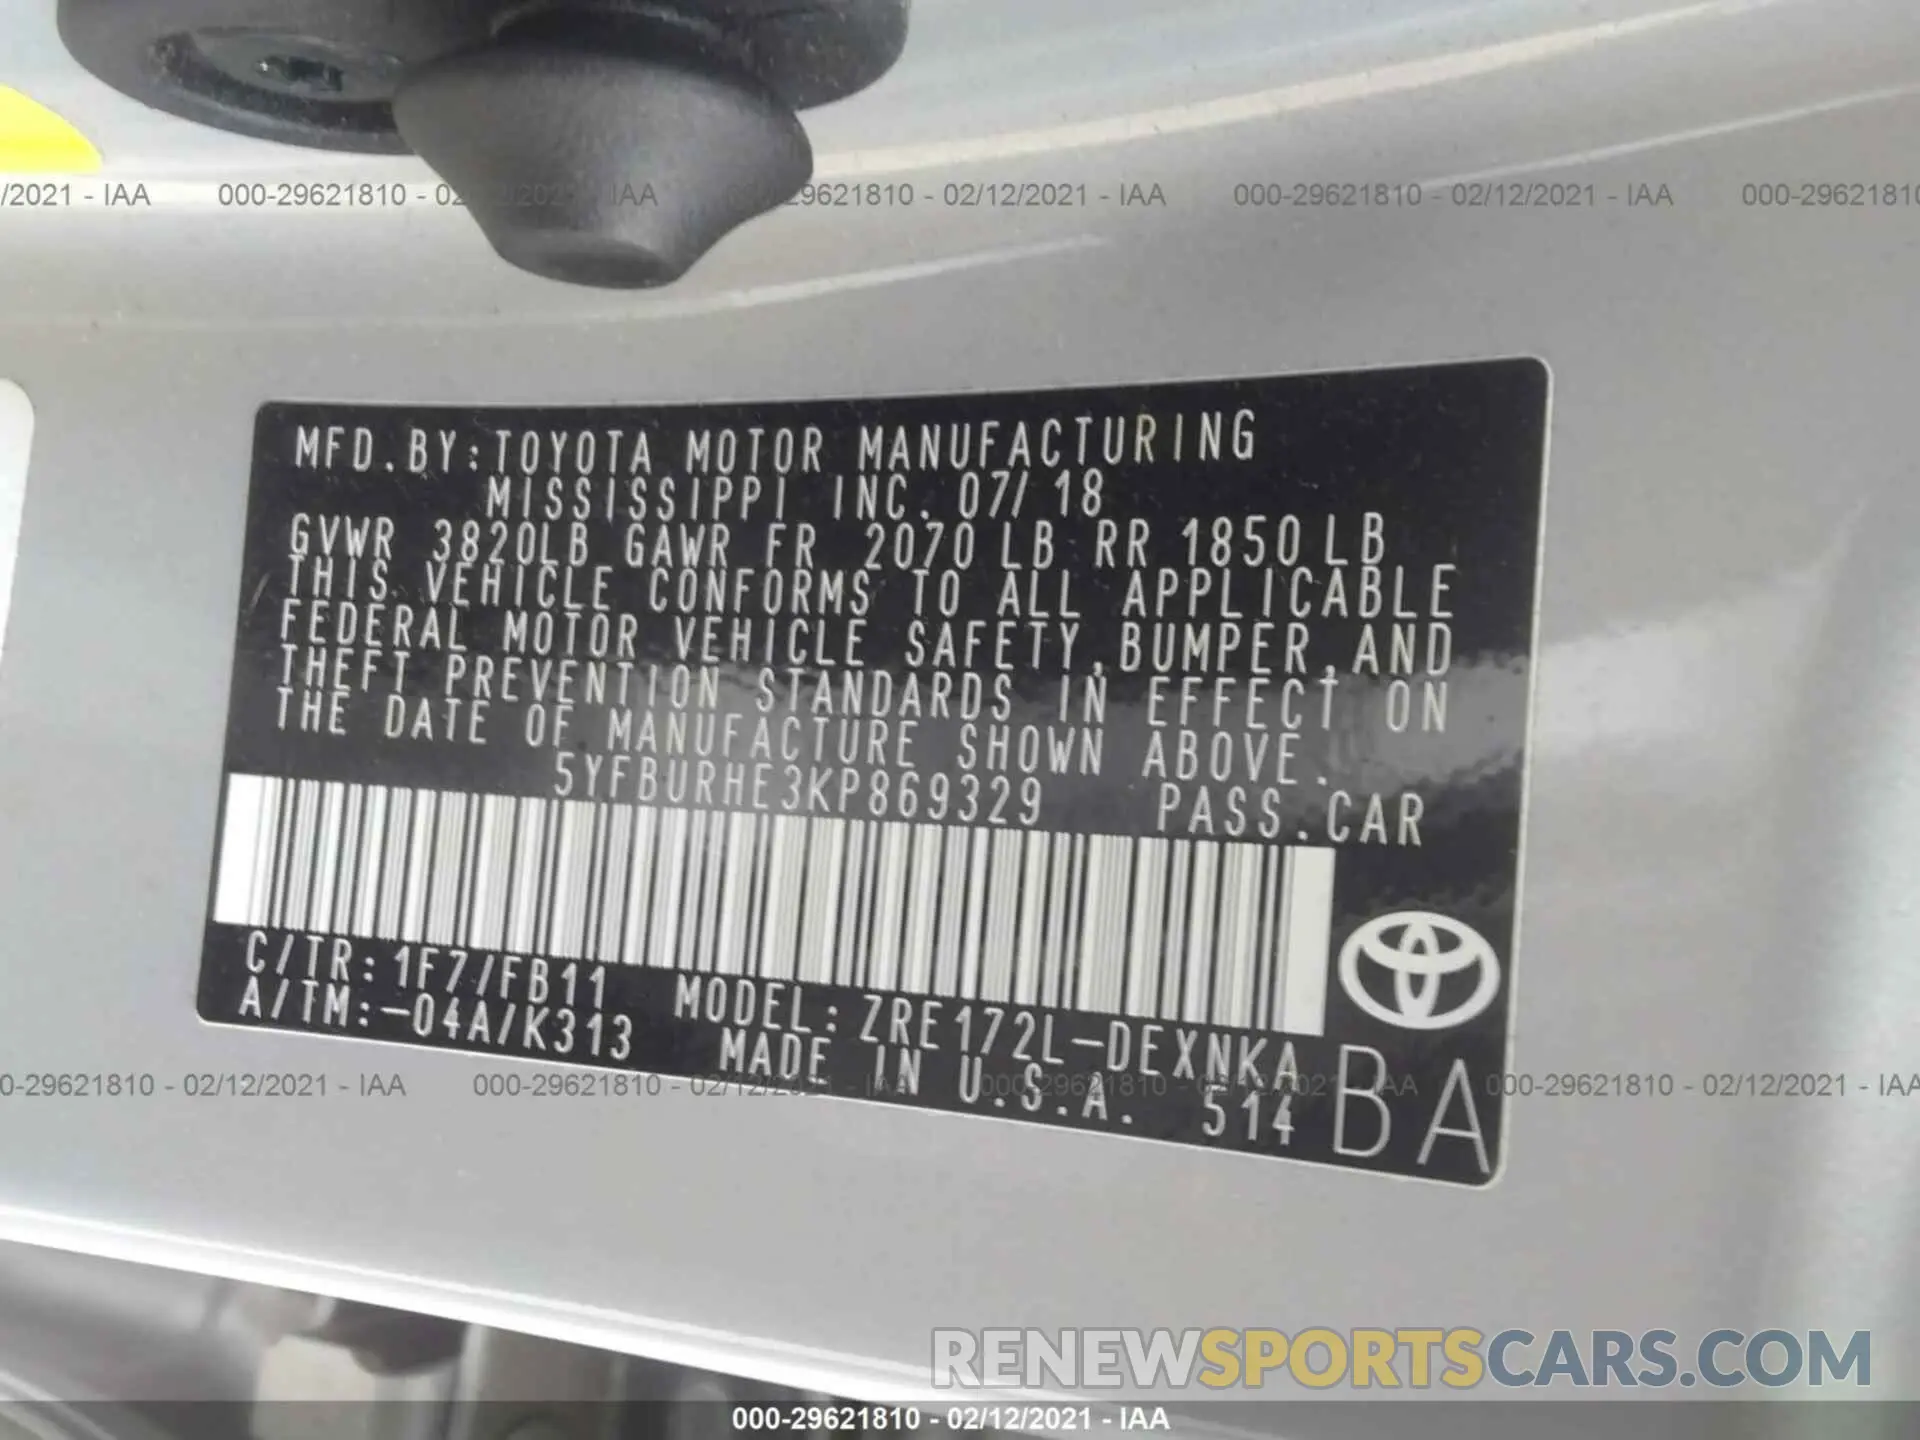 /2021 - IAA 000-29621810 - 02/12/2021 - IAA 000-29621810 - 02/12/2021 - IAA 000-29621810 - 02/12/2021 - IAA 000-29621810
MFD.BY:TOYOTA MOTOR MANUFACTURING
MISSISSIPPI INC. 07/18
GVWR 3820LB GAWR FR 2070LB RR 1850LB
THIS VEHICLE CONFORMS TO ALL APPLICABLE
FEDERAL MOTOR VEHICLE SAFETY,BUMPER,AND
THEFT PREVENTION STANDARDS IN EFFECT ON
THE DATE OF MANUFACTURE SHOWN ABOVE.
5YFBURHE3KP869329 PASS.CAR
C/TR:1F7/FB11 MODEL:ZRE172L-DEXNKA
A/TM:-04A/K313 MADE IN U.S.A. 514
BA
0-29621810 - 02/12/2021 - IAA 000-29621810 - 02/12/2021 - IAA 000-29621810 - 02/12/2021 - IAA 000-29621810 - 02/12/2021 - IAA
RENEWSPORTSCARS.COM
000-29621810 - 02/12/2021 - IAA